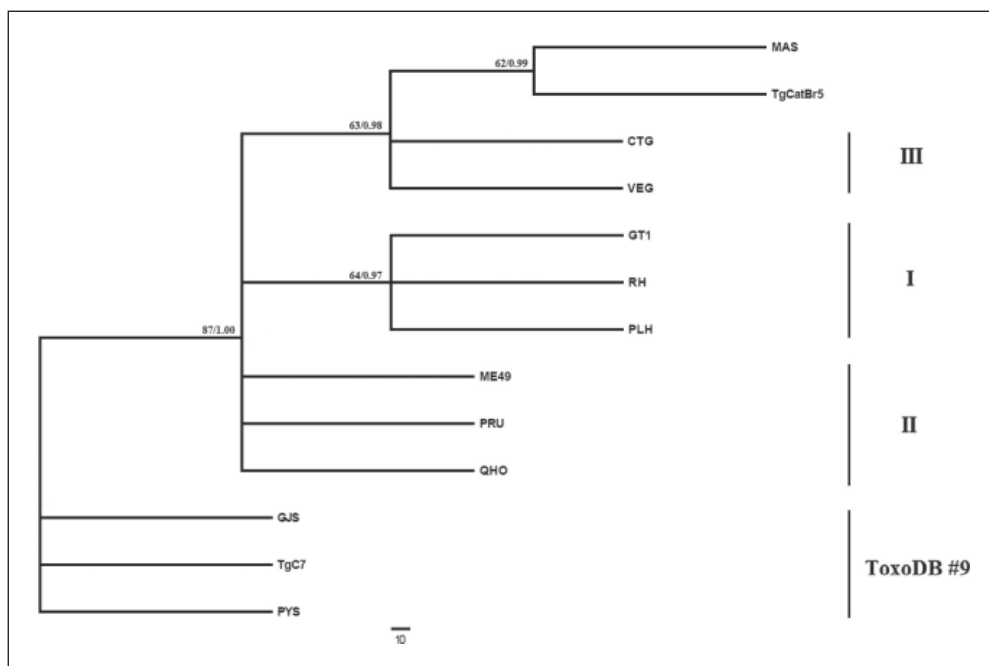 MAS
62/0.99
TgCatBr5
63/0.98
CTG
III
VEG
GT1
64/0.97
RH
I
PLH
87/1.00
ME49
PRU
II
QHO
GJS
TgC7
ToxoDB #9
PYS
10